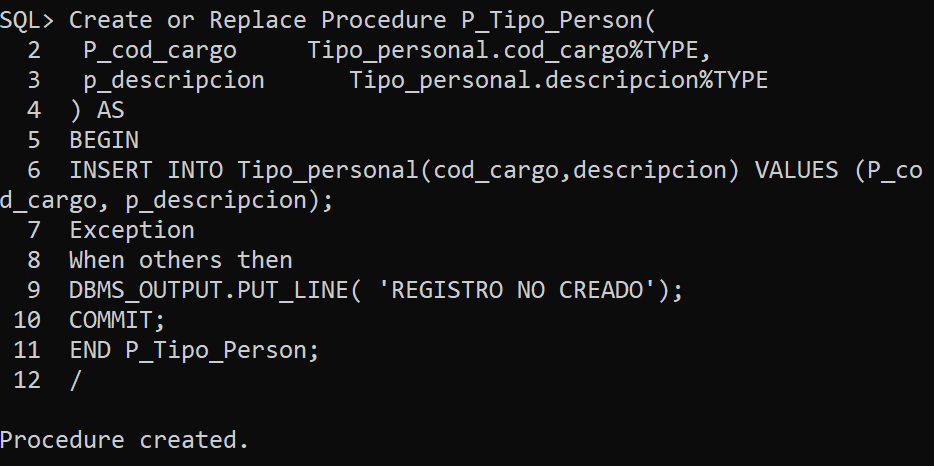 SQL> Create or Replace Procedure P_Tipo_Person(
  2   P_cod_cargo     Tipo_personal.cod_cargo%TYPE,
  3   p_descripcion      Tipo_personal.descripcion%TYPE
  4  ) AS
  5  BEGIN
  6  INSERT INTO Tipo_personal(cod_cargo,descripcion) VALUES (P_co
d_cargo, p_descripcion);
  7  Exception
  8  When others then
  9  DBMS_OUTPUT.PUT_LINE( 'REGISTRO NO CREADO');
 10  COMMIT;
 11  END P_Tipo_Person;
 12  /
Procedure created.